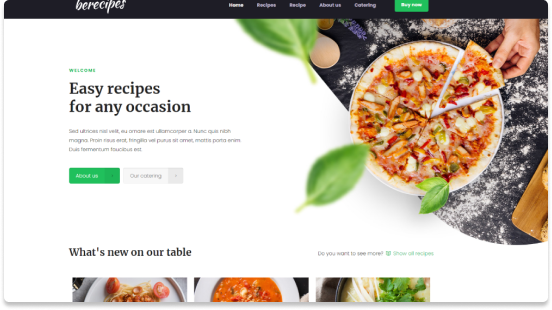 berecipes
Home Recipes Recipe About us Catering Buy now
WELCOME
Easy recipes
for any occasion
Sed ultrices nisl velit, eu ornare est ullamcorper a. Nunc quis nibh
magna. Proin risus erat, fringilla vel purus sit amet, mattis porta enim.
Duis fermentum faucibus est.
About us
Our catering
What's new on our table
Do you want to see more? Show all recipes